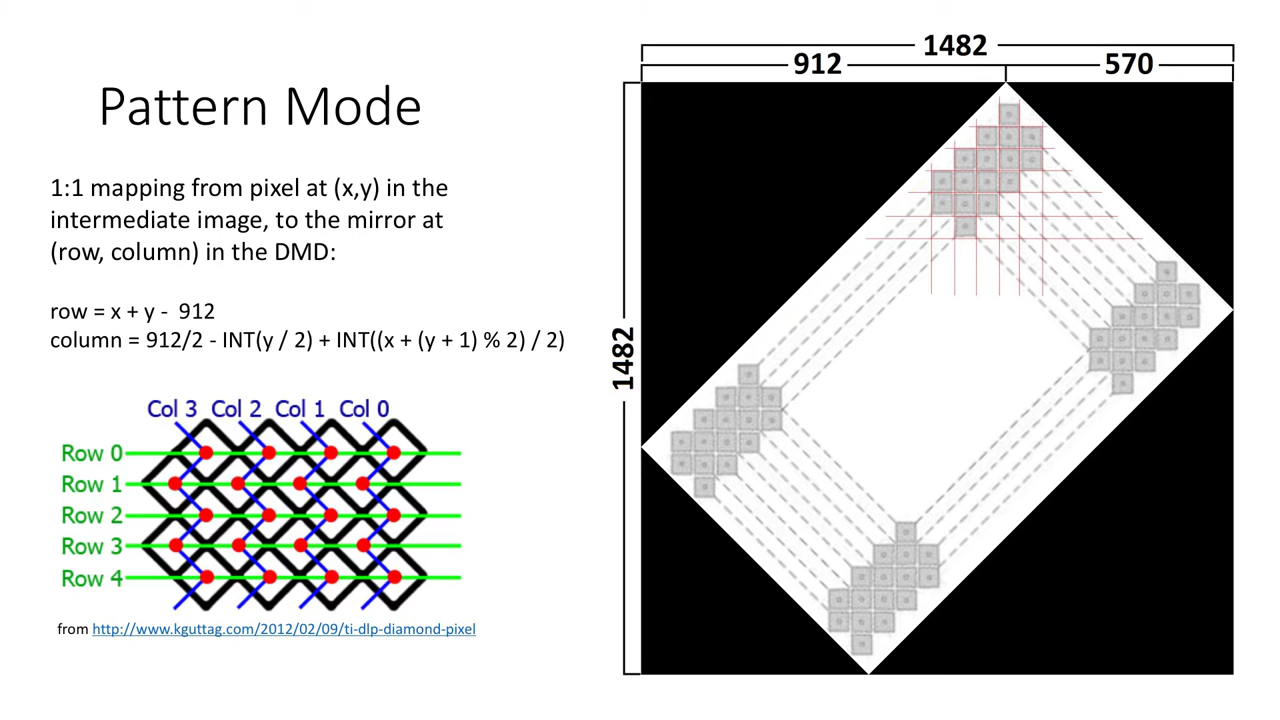 Pattern Mode
1:1 mapping from pixel at (x,y) in the
intermediate image, to the mirror at
(row, column) in the DMD:
row = x + y -  912
column = 912/2 - INT(y / 2) + INT((x + (y + 1) % 2) / 2)
Col 3 Col 2 Col 1 Col 0
Row 0
Row 1
Row 2
Row 3
Row 4
from http://www.kguttag.com/2012/02/09/ti-dlp-diamond-pixel
1482
912 570
1482